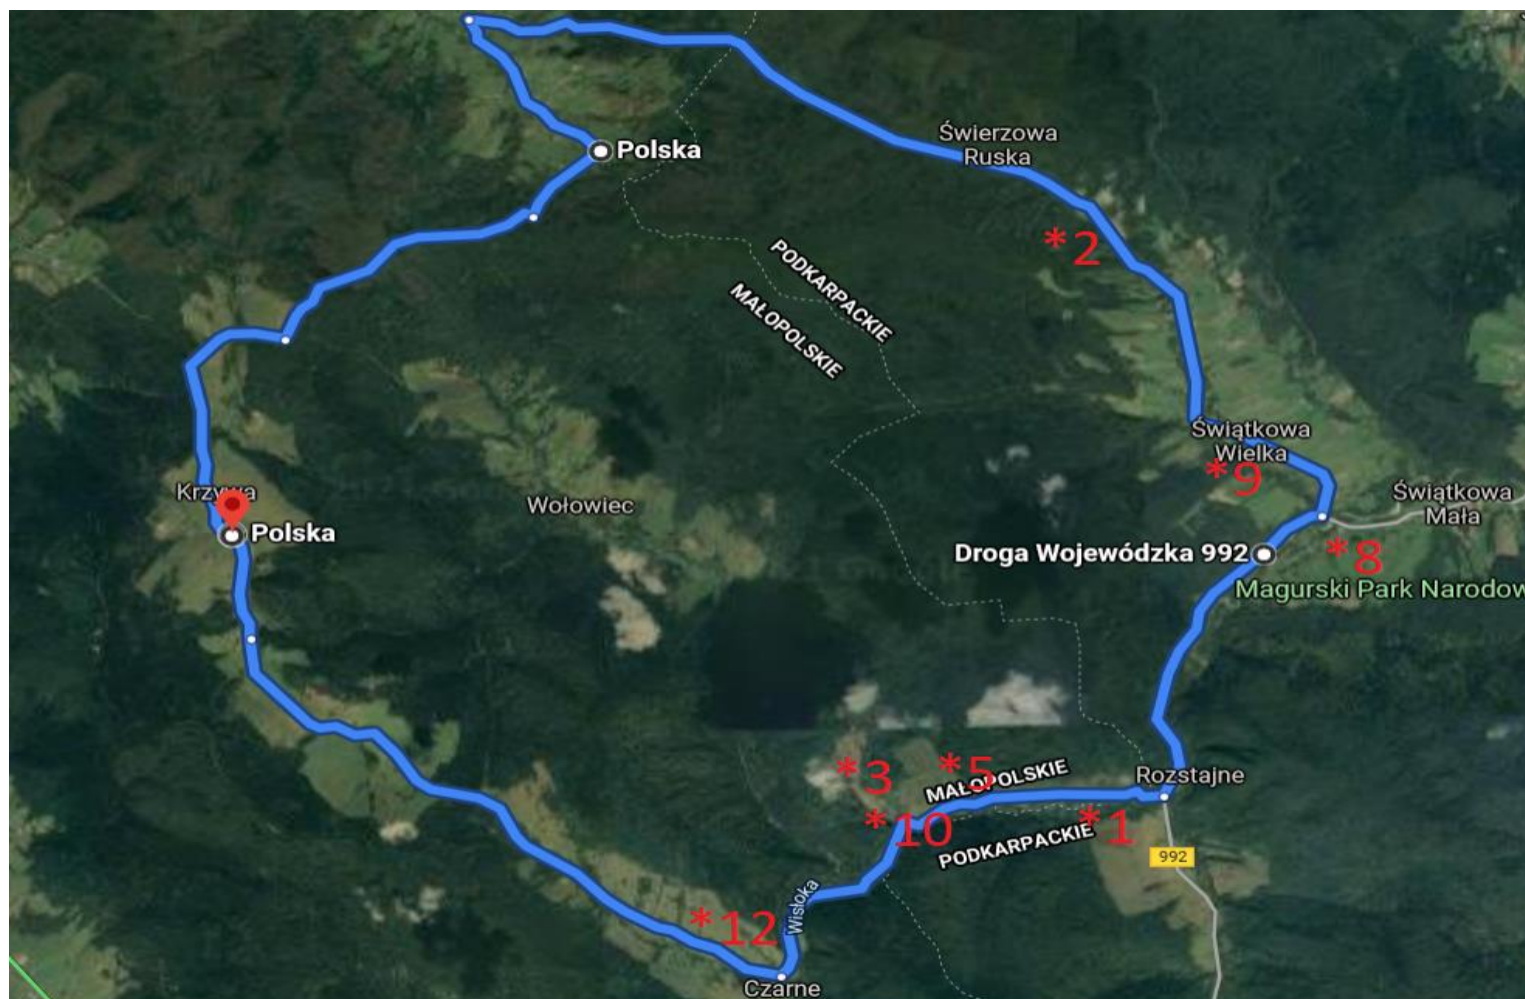 Świerzowa
Ruska
Polska
*2
PODKARPACKIE
MAŁOPOLSKIE
Świątkowa
Wielka
*9
Krzywa
Wołowiec
Świątkowa
Mała
Polska
Droga Wojewódzka 992
*8
Magurski Park Narodow
*3
*5
MAŁOPOLSKIE
Rozstajne
*10
*1
PODKARPACKIE
992
Wisłoka
*12
Czarne